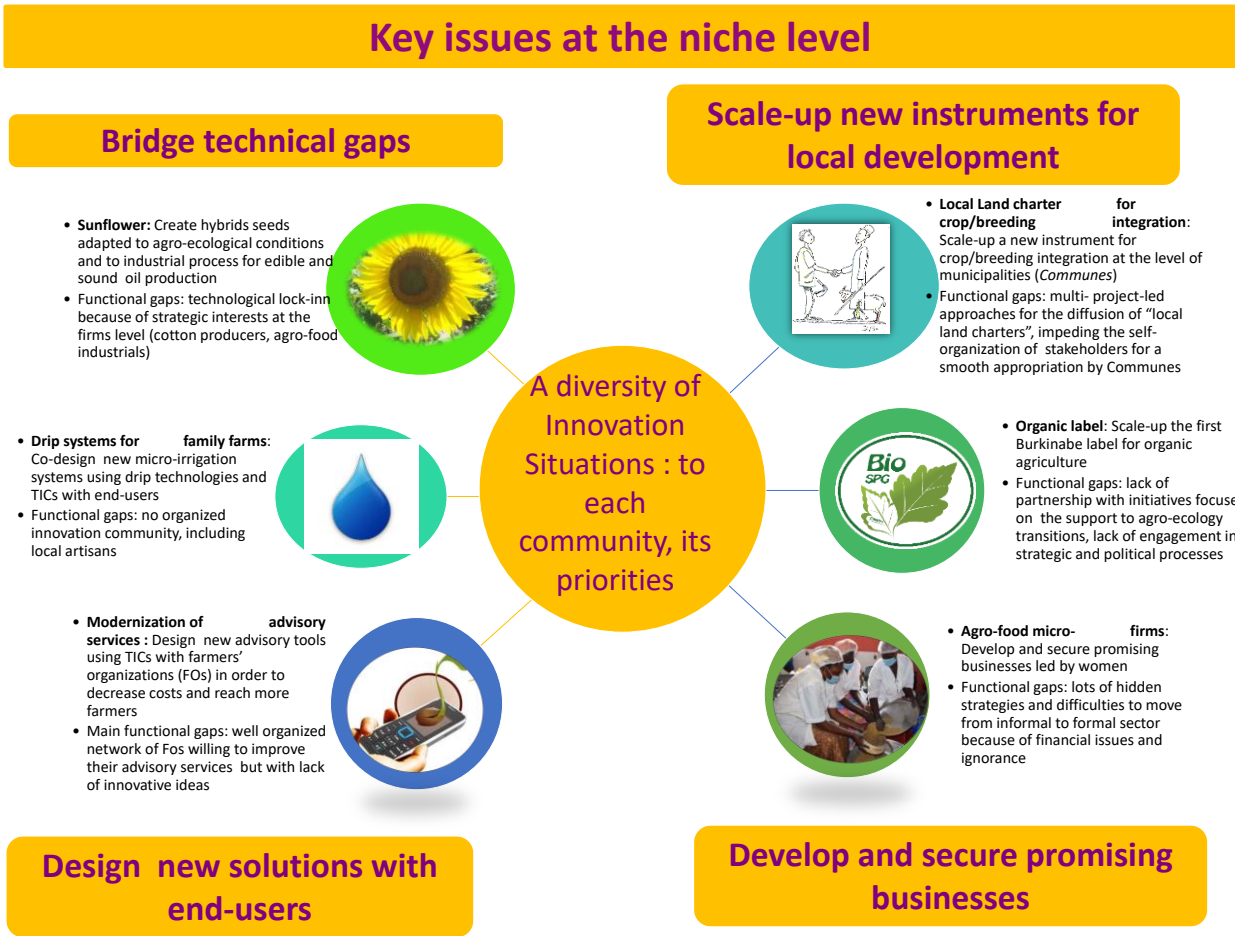 Key issues at the niche level
Bridge technical gaps
Scale-up new instruments for
local development
• Sunflower: Create hybrids seeds
adapted to agro-ecological conditions
and to industrial process for edible and
sound oil production
• Functional gaps: technological lock-inn
because of strategic interests at the
firms level (cotton producers, agro-food
industrials)
• Local Land charter for
crop/breeding integration:
Scale-up a new instrument for
crop/breeding integration at the level of
municipalities (Communes)
• Functional gaps: multi- project-led
approaches for the diffusion of “local
land charters”, impeding the self-
organization of stakeholders for a
smooth appropriation by Communes
A diversity of
Innovation
Situations : to
each
community, its
priorities
• Drip systems for family farms:
Co-design new micro-irrigation
systems using drip technologies and
TICs with end-users
• Functional gaps: no organized
innovation community, including
local artisans
Bio
SPG
• Organic label: Scale-up the first
Burkinabe label for organic
agriculture
• Functional gaps: lack of
partnership with initiatives focuse
on the support to agro-ecology
transitions, lack of engagement in
strategic and political processes
• Modernization of advisory
services : Design new advisory tools
using TICs with farmers’
organizations (FOs) in order to
decrease costs and reach more
farmers
• Main functional gaps: well organized
network of Fos willing to improve
their advisory services but with lack
of innovative ideas
• Agro-food micro- firms:
Develop and secure promising
businesses led by women
• Functional gaps: lots of hidden
strategies and difficulties to move
from informal to formal sector
because of financial issues and
ignorance
Design new solutions with
end-users
Develop and secure promising
businesses